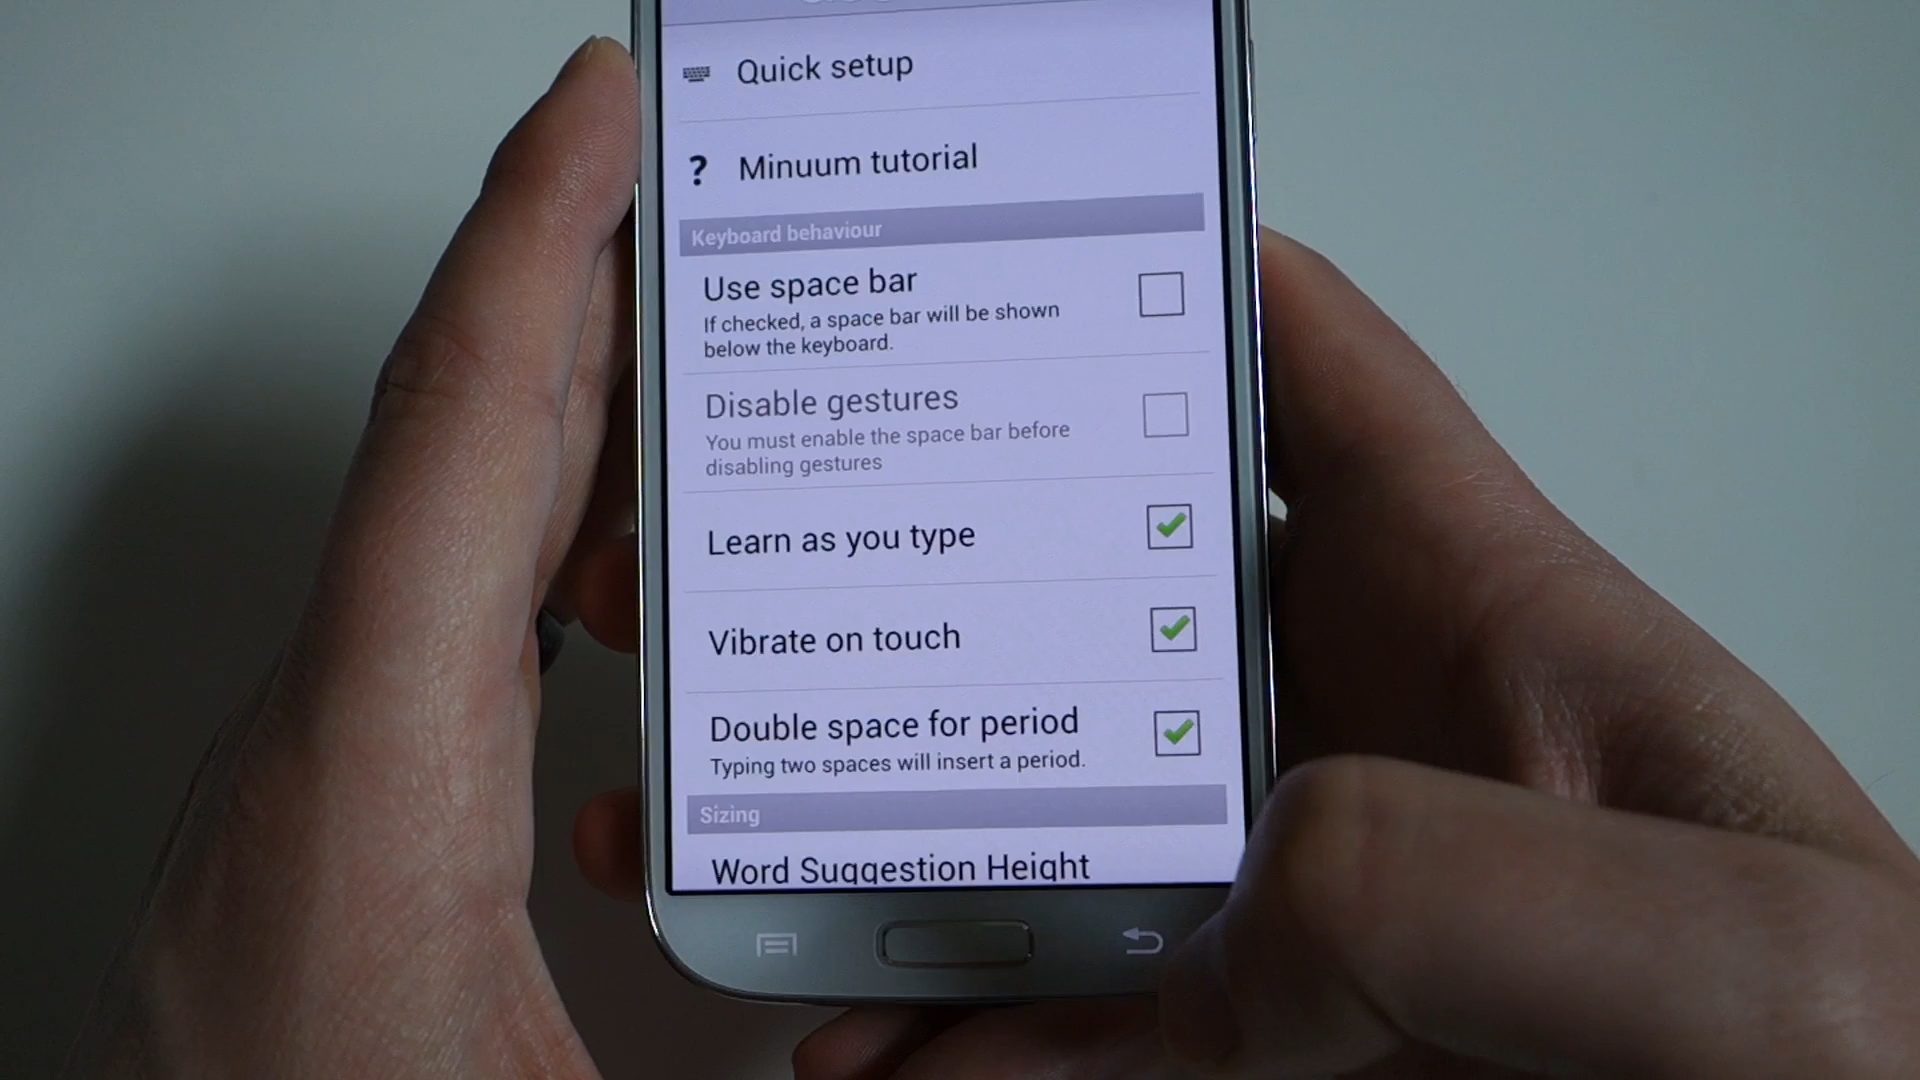 Quick setup
? Minuum tutorial
Keyboard behaviour
Use space bar
If checked, a space bar will be shown
below the keyboard.
Disable gestures
You must enable the space bar before
disabling gestures
Learn as you type
Vibrate on touch
Double space for period
Typing two spaces will insert a period.
Sizing
Word Suggestion Height